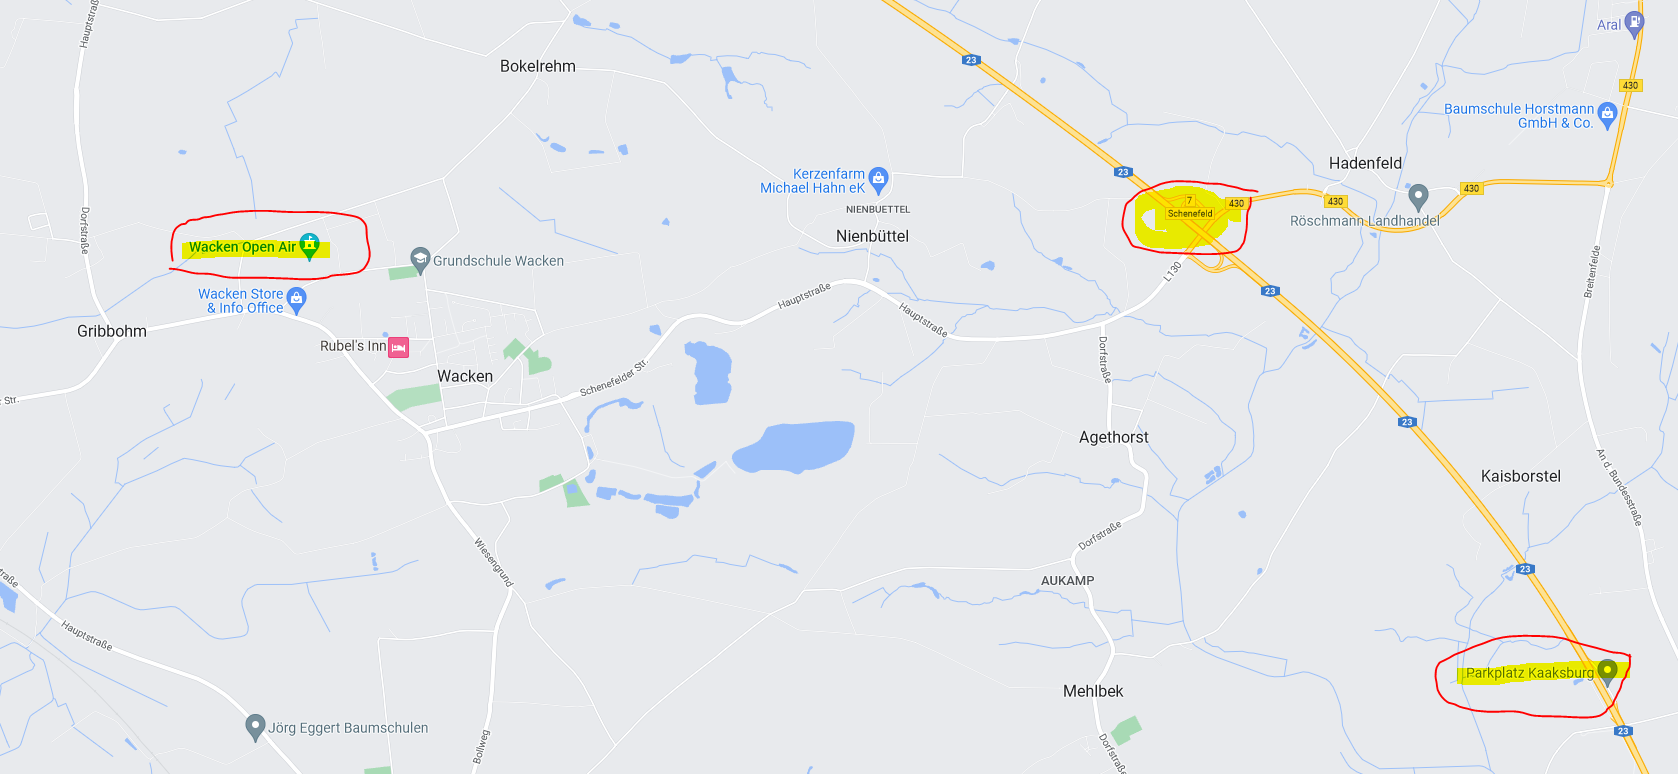 Hauptstraße
Bokelrehm
23
Aral
430
Baumschule Horstmann
GmbH & Co.
Hadenfeld
Kerzenfarm
Michael Hahn eK
23
NIENBUETTEL
7
Schenefeld
430
430
430
Röschmann Landhandel
Dorfstraße
Wacken Open Air
Grundschule Wacken
Nienbüttel
L130
Breitenfelde
Wacken Store
& Info Office
Hauptstraße
Hauptstraße
23
Gribbohm
Rubel's Inn
Wacken
Schenefelder Str.
Dorfstraße
r Str.
23
Agethorst
Kaisborstel
An d. Bundesstraße
Wiesengrund
Dorfstraße
AUKAMP
23
raße
Hauptstraße
Parkplatz Kaaksburg
Mehlbek
Jörg Eggert Baumschulen
Bollweg
Dorfstraße
23